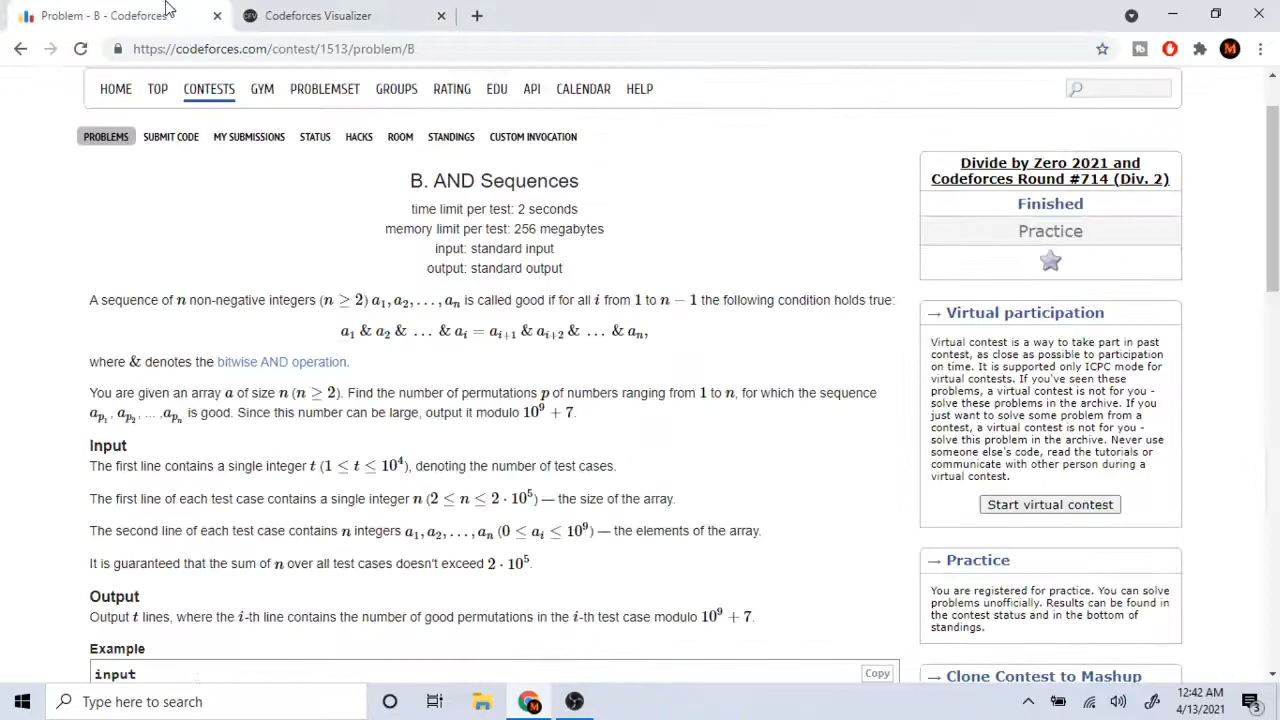 Problem - B - Codeforces
Codeforces Visualizer
https://codeforces.com/contest/1513/problem/B
HOME TOP CONTESTS GYM PROBLEMSET GROUPS RATING EDU API CALENDAR HELP
PROBLEMS SUBMIT CODE MY SUBMISSIONS STATUS HACKS ROOM STANDINGS CUSTOM INVOCATION
B. AND Sequences
time limit per test: 2 seconds
memory limit per test: 256 megabytes
input: standard input
output: standard output
A sequence of n non-negative integers (n ≥ 2) a₁, a₂, …, aₙ is called good if for all i from 1 to n − 1 the following condition holds true:
a₁ & a₂ & … & aᵢ = aᵢ₊₁ & aᵢ₊₂ & … & aₙ,
where & denotes the bitwise AND operation.
You are given an array a of size n (n ≥ 2). Find the number of permutations p of numbers ranging from 1 to n, for which the sequence
a_{p₁}, a_{p₂}, ... ,a_{pₙ} is good. Since this number can be large, output it modulo 10⁹ + 7.
Input
The first line contains a single integer t (1 ≤ t ≤ 10⁴), denoting the number of test cases.
The first line of each test case contains a single integer n (2 ≤ n ≤ 2 · 10⁵) — the size of the array.
The second line of each test case contains n integers a₁, a₂, …, aₙ (0 ≤ aᵢ ≤ 10⁹) — the elements of the array.
It is guaranteed that the sum of n over all test cases doesn't exceed 2 · 10⁵.
Output
Output t lines, where the i-th line contains the number of good permutations in the i-th test case modulo 10⁹ + 7.
Example
input
Copy
Divide by Zero 2021 and
Codeforces Round #714 (Div. 2)
Finished
Practice
→ Virtual participation
Virtual contest is a way to take part in past
contest, as close as possible to participation
on time. It is supported only ICPC mode for
virtual contests. If you've seen these
problems, a virtual contest is not for you -
solve these problems in the archive. If you
just want to solve some problem from a
contest, a virtual contest is not for you -
solve this problem in the archive. Never use
someone else's code, read the tutorials or
communicate with other person during a
virtual contest.
Start virtual contest
→ Practice
You are registered for practice. You can solve
problems unofficially. Results can be found in
the contest status and in the bottom of
standings.
→ Clone Contest to Mashup
Type here to search
12:42 AM
4/13/2021
3